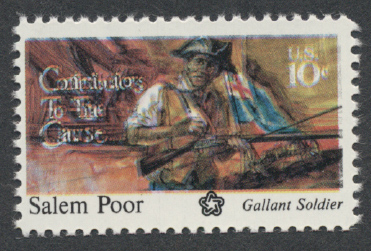 Contributors
To The
Cause
U.S.
10c
Salem Poor
Gallant Soldier